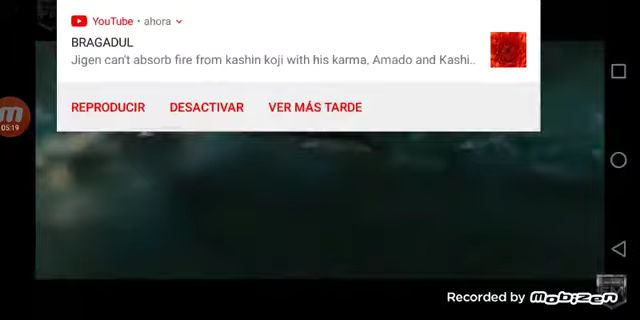 YouTube • ahora
BRAGADUL
Jigen can't absorb fire from kashin koji with his karma, Amado and Kashi..
REPRODUCIR DESACTIVAR VER MÁS TARDE
05:19
Recorded by mobizen